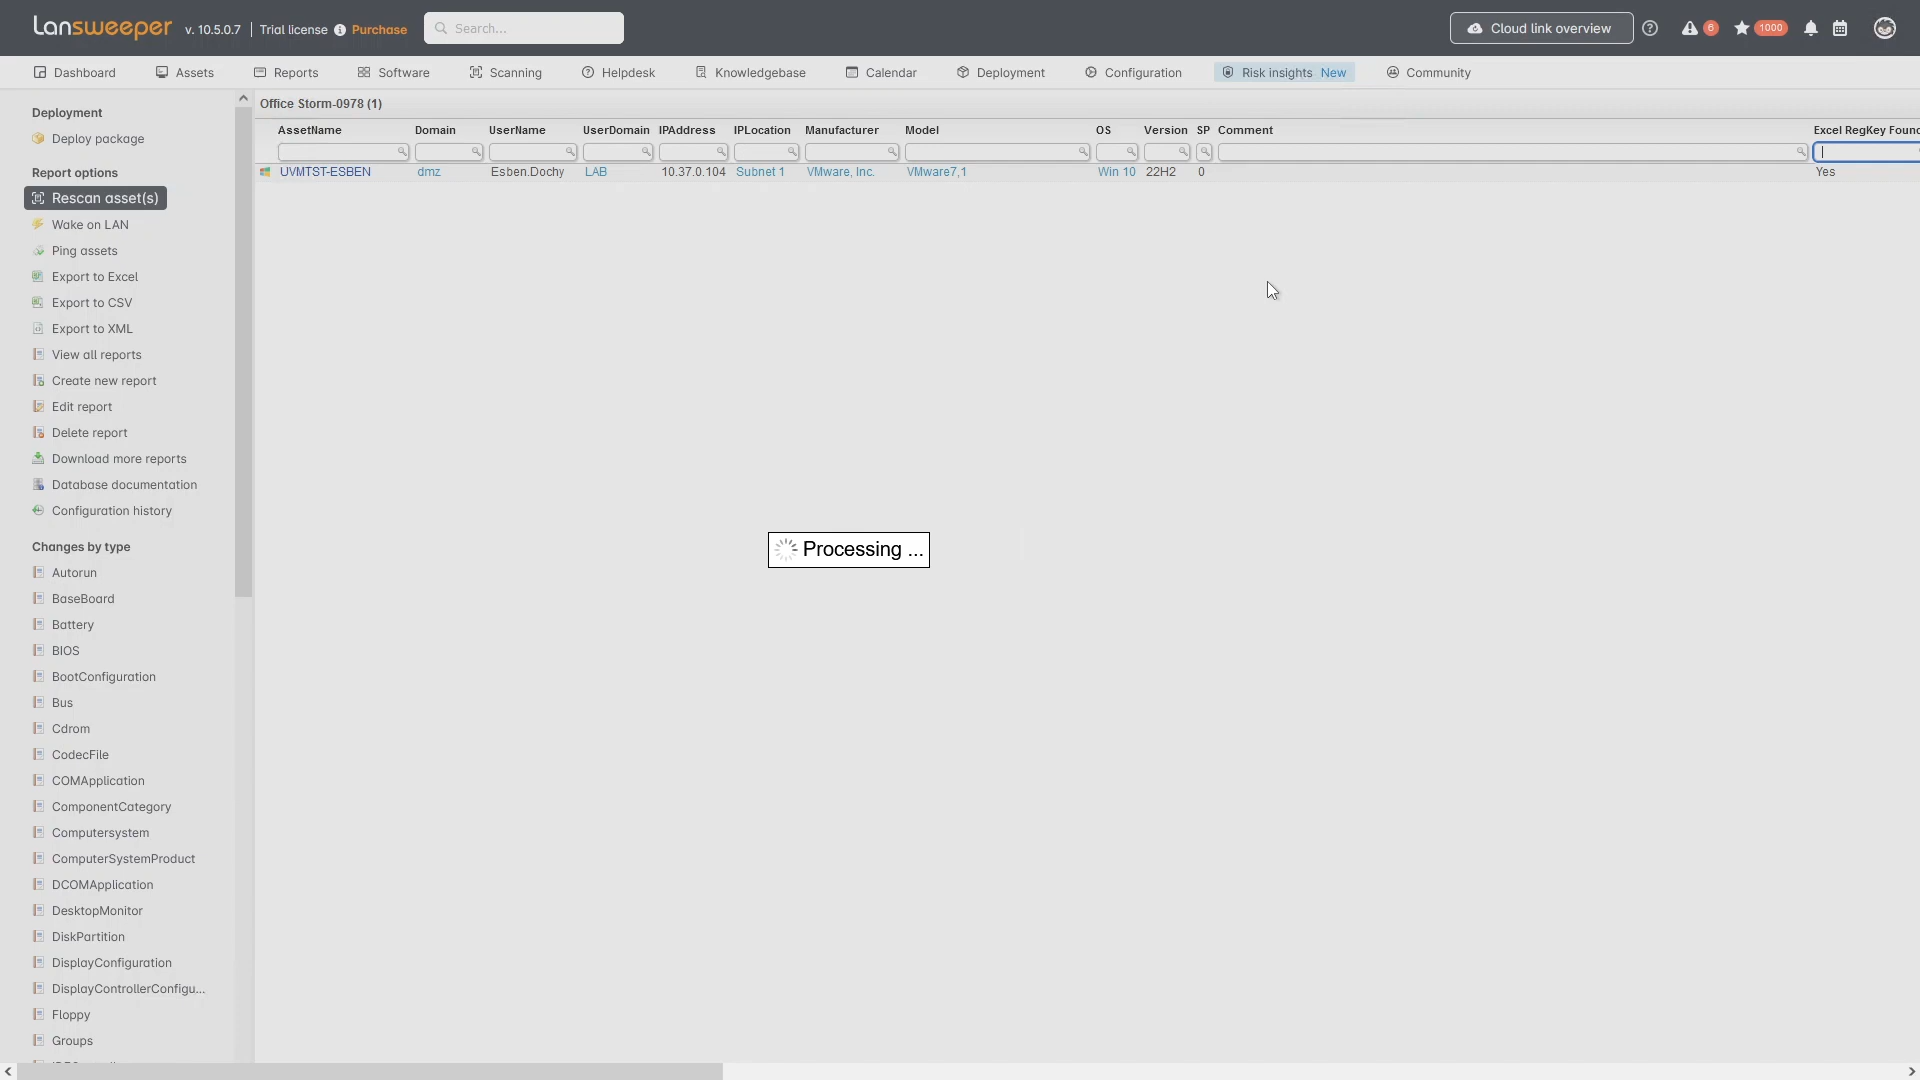 Lansweeper v. 10.5.0.7 | Trial license Purchase Search... Cloud link overview 6 1000
Dashboard Assets Reports Software Scanning Helpdesk Knowledgebase Calendar Deployment Configuration Risk insights New Community
Office Storm-0978 (1)
AssetName Domain UserName UserDomain IPAddress IPLocation Manufacturer Model OS Version SP Comment Excel RegKey Found
UVMTST-ESBEN dmz Esben.Dochy LAB 10.37.0.104 Subnet 1 VMware, Inc. VMware7,1 Win 10 22H2 0 Yes
Deployment
Deploy package
Report options
Rescan asset(s)
Wake on LAN
Ping assets
Export to Excel
Export to CSV
Export to XML
View all reports
Create new report
Edit report
Delete report
Download more reports
Database documentation
Configuration history
Changes by type
Autorun
BaseBoard
Battery
BIOS
BootConfiguration
Bus
Cdrom
CodecFile
COMApplication
ComponentCategory
Computersystem
ComputerSystemProduct
DCOMApplication
DesktopMonitor
DiskPartition
DisplayConfiguration
DisplayControllerConfigu...
Floppy
Groups
Processing ...